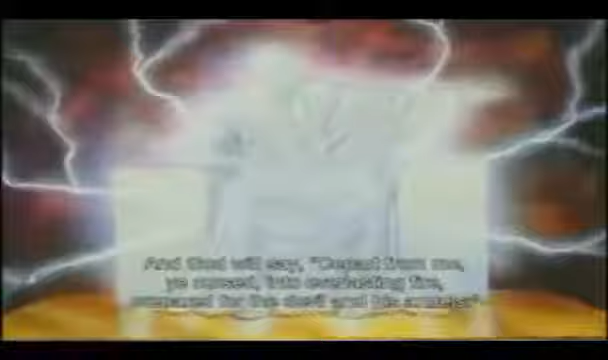 And God will say, "Depart from me,
ye cursed, into everlasting fire,
prepared for the devil and his angels"